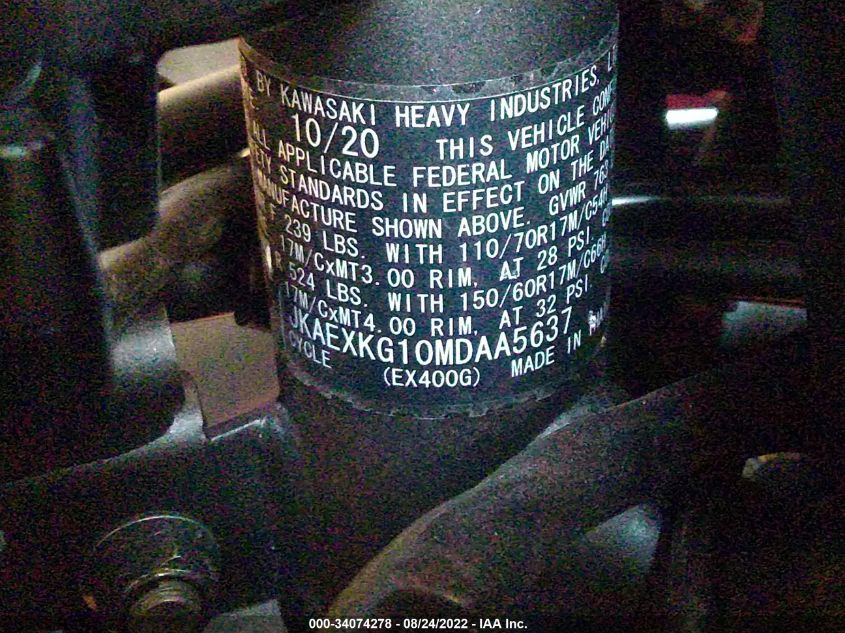 BY KAWASAKI HEAVY INDUSTRIES,
10/20 THIS VEHICLE
ALL APPLICABLE FEDERAL MOTOR
STANDARDS IN EFFECT ON THE
MANUFACTURE SHOWN ABOVE. GVWR 763
F 239 LBS. WITH 110/70R17M/C54H
17M/CxMT3.00 RIM, AT 28 PSI.
524 LBS. WITH 150/60R17M/C66H
17M/CxMT4.00 RIM, AT 32 PSI.
JKAEXKG10MDAA5637
CYCLE (EX400G) MADE IN
000-34074278 - 08/24/2022 - IAA Inc.